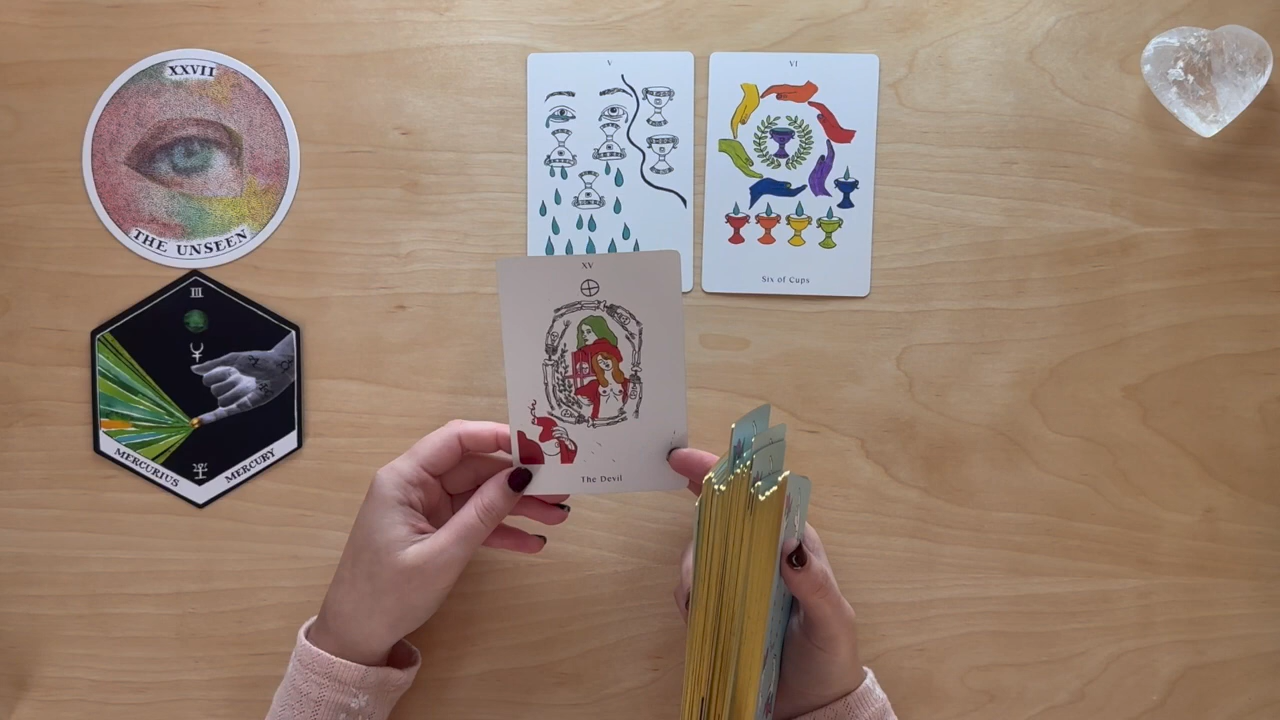 XXVII
THE UNSEEN
III
MERCURIUS
MERCURY
V
VI
Six of Cups
XV
The Devil